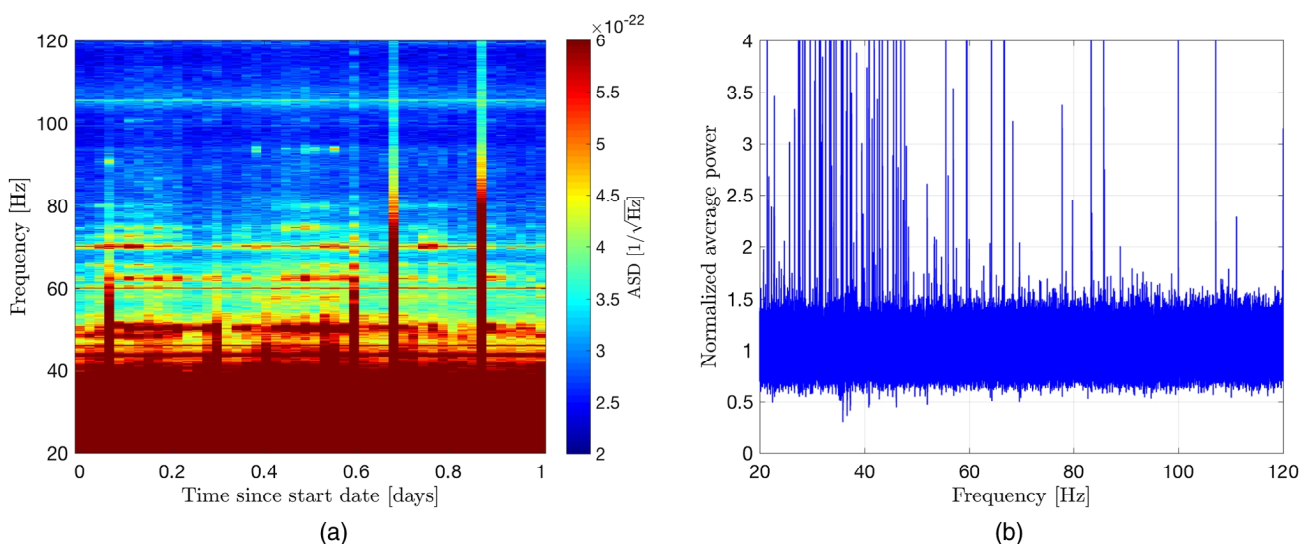 ×10-22
120
100
80
60
40
20
Frequency [Hz]
0 0.2 0.4 0.6 0.8 1
Time since start date [days]
6
5.5
5
4.5
4
3.5
3
2.5
2
ASD [1/√Hz]
(a)
4
3.5
3
2.5
2
1.5
1
0.5
0
Normalized average power
20 40 60 80 100 120
Frequency [Hz]
(b)